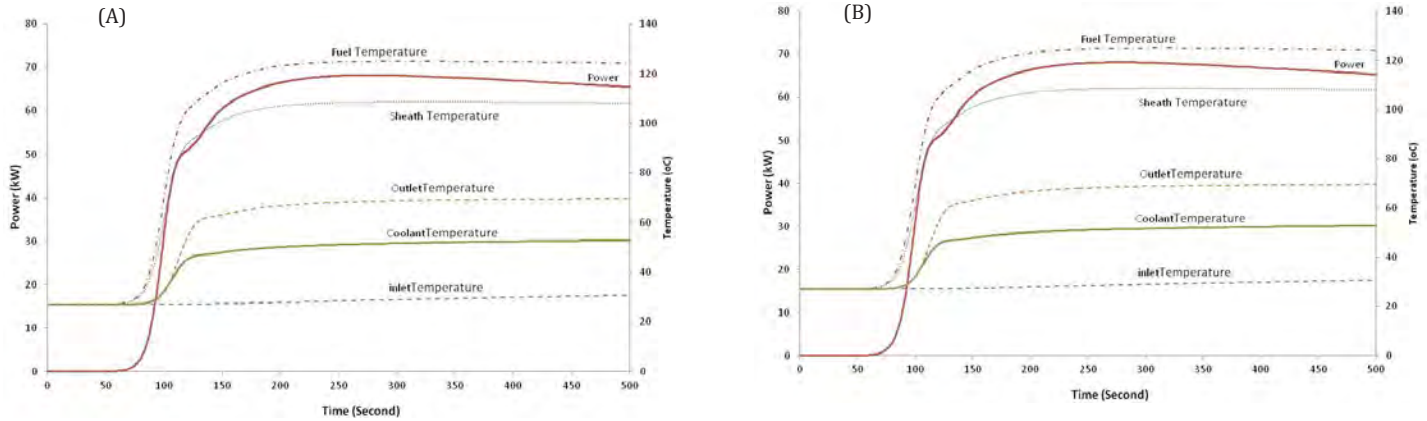 (A)
80
70
60
50
40
30
20
10
0
Power (kW)
140
120
100
80
60
40
20
0
Temperature (oC)
Fuel Temperature
Power
Sheath Temperature
OutletTemperature
CoolantTemperature
inletTemperature
0 50 100 150 200 250 300 350 400 450 500
Time (Second)
(B)
80
70
60
50
40
30
20
10
0
Power (kW)
140
120
100
80
60
40
20
0
Temperature (oC)
Fuel Temperature
Power
Sheath Temperature
OutletTemperature
CoolantTemperature
inletTemperature
0 50 100 150 200 250 300 350 400 450 500
Time (Second)